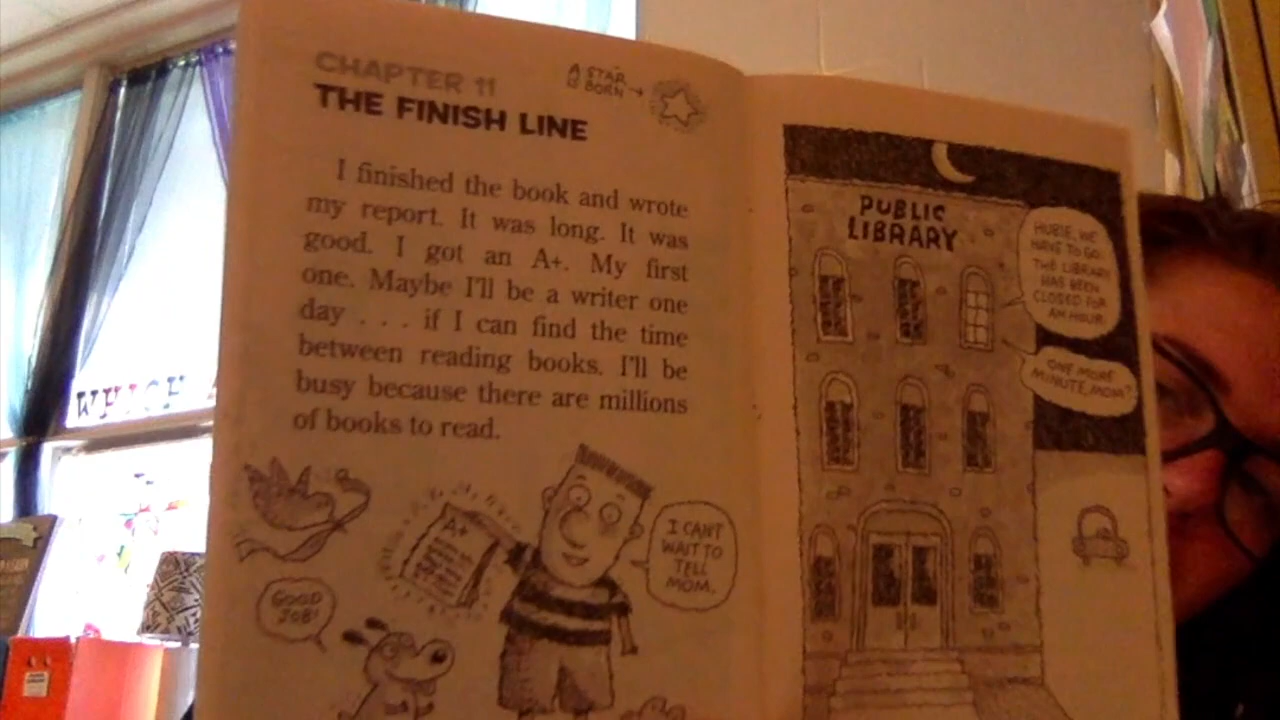 CHAPTER 11
THE FINISH LINE
A STAR
IS BORN
I finished the book and wrote
my report. It was long. It was
good. I got an A+. My first
one. Maybe I'll be a writer one
day . . . if I can find the time
between reading books. I'll be
busy because there are millions
of books to read.
A+
I CAN'T
WAIT TO
TELL
MOM.
GOOD
JOB!
PUBLIC
LIBRARY
HUBIE, WE
HAVE TO GO.
THE LIBRARY
HAS BEEN
CLOSED FOR
AN HOUR.
ONE MORE
MINUTE, MOM?
WHICH